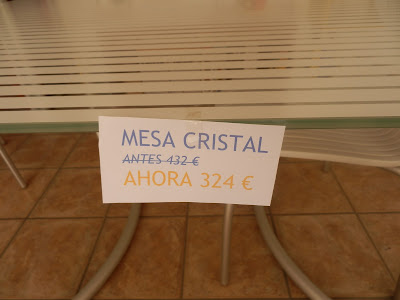 MESA CRISTAL
ANTES 432 €
AHORA 324 €